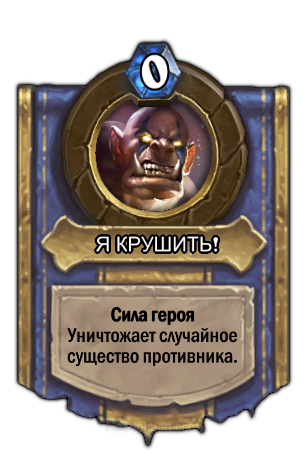 0
Я КРУШИТЬ!
Сила героя
Уничтожает случайное
существо противника.